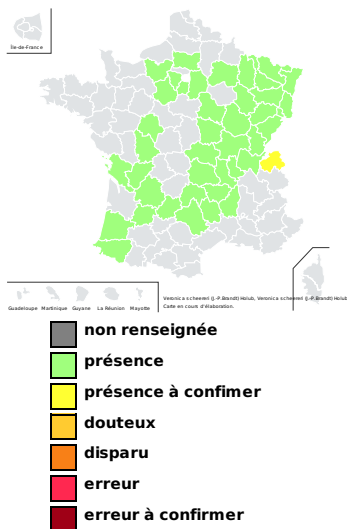 Île-de-France
Guadeloupe Martinique Guyane La Réunion Mayotte
Veronica scheereri (J.-P.Brandt) Holub, Veronica scheereri (J.-P.Brandt) Holub
Carte en cours d'élaboration.
non renseignée
présence
présence à confimer
douteux
disparu
erreur
erreur à confirmer